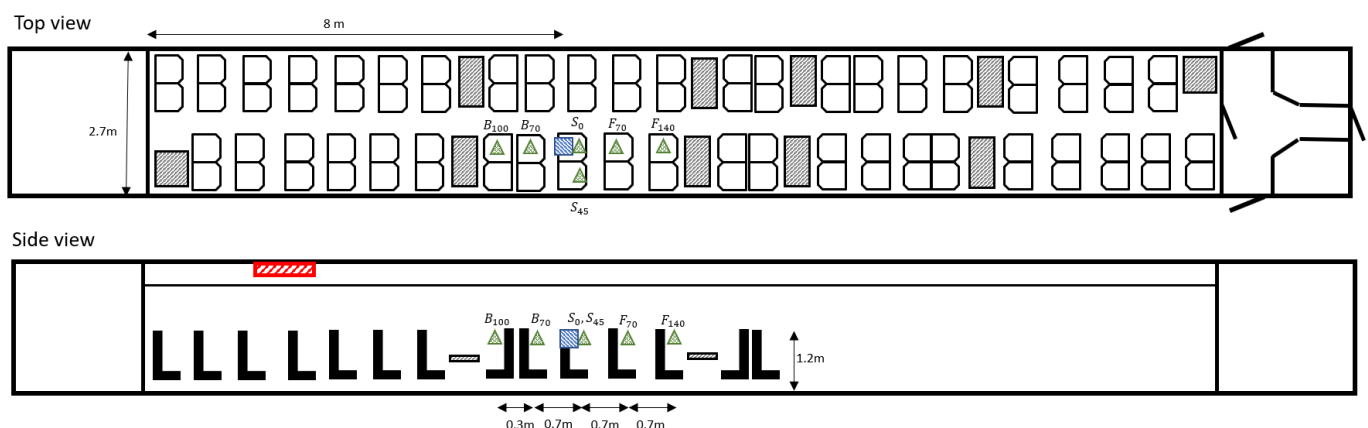 Top view
8 m
2.7m
B₁₀₀ B₇₀ S₀ F₇₀ F₁₄₀
S₄₅
Side view
B₁₀₀ B₇₀ S₀, S₄₅ F₇₀ F₁₄₀
1.2m
0.3m 0.7m 0.7m 0.7m